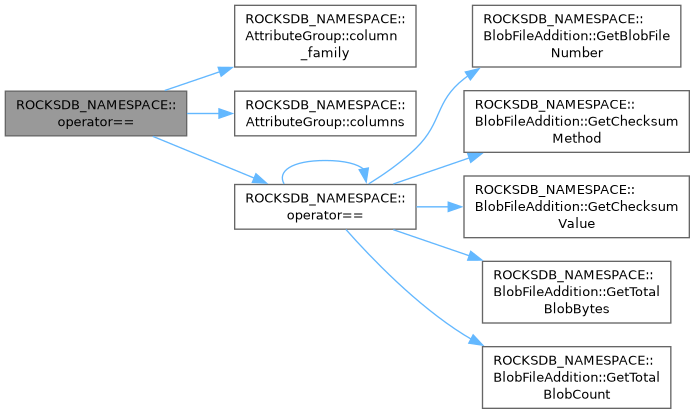 ROCKSDB_NAMESPACE::
operator==
ROCKSDB_NAMESPACE::
AttributeGroup::column
_family
ROCKSDB_NAMESPACE::
AttributeGroup::columns
ROCKSDB_NAMESPACE::
operator==
ROCKSDB_NAMESPACE::
BlobFileAddition::GetBlobFile
Number
ROCKSDB_NAMESPACE::
BlobFileAddition::GetChecksum
Method
ROCKSDB_NAMESPACE::
BlobFileAddition::GetChecksum
Value
ROCKSDB_NAMESPACE::
BlobFileAddition::GetTotal
BlobBytes
ROCKSDB_NAMESPACE::
BlobFileAddition::GetTotal
BlobCount